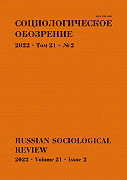 СОЦИОЛОГИЧЕСКОЕ
ОБОЗРЕНИЕ
2022 • Том 21 • № 2
RUSSIAN SOCIOLOGICAL
REVIEW
2022 • Volume 21 • Issue 2